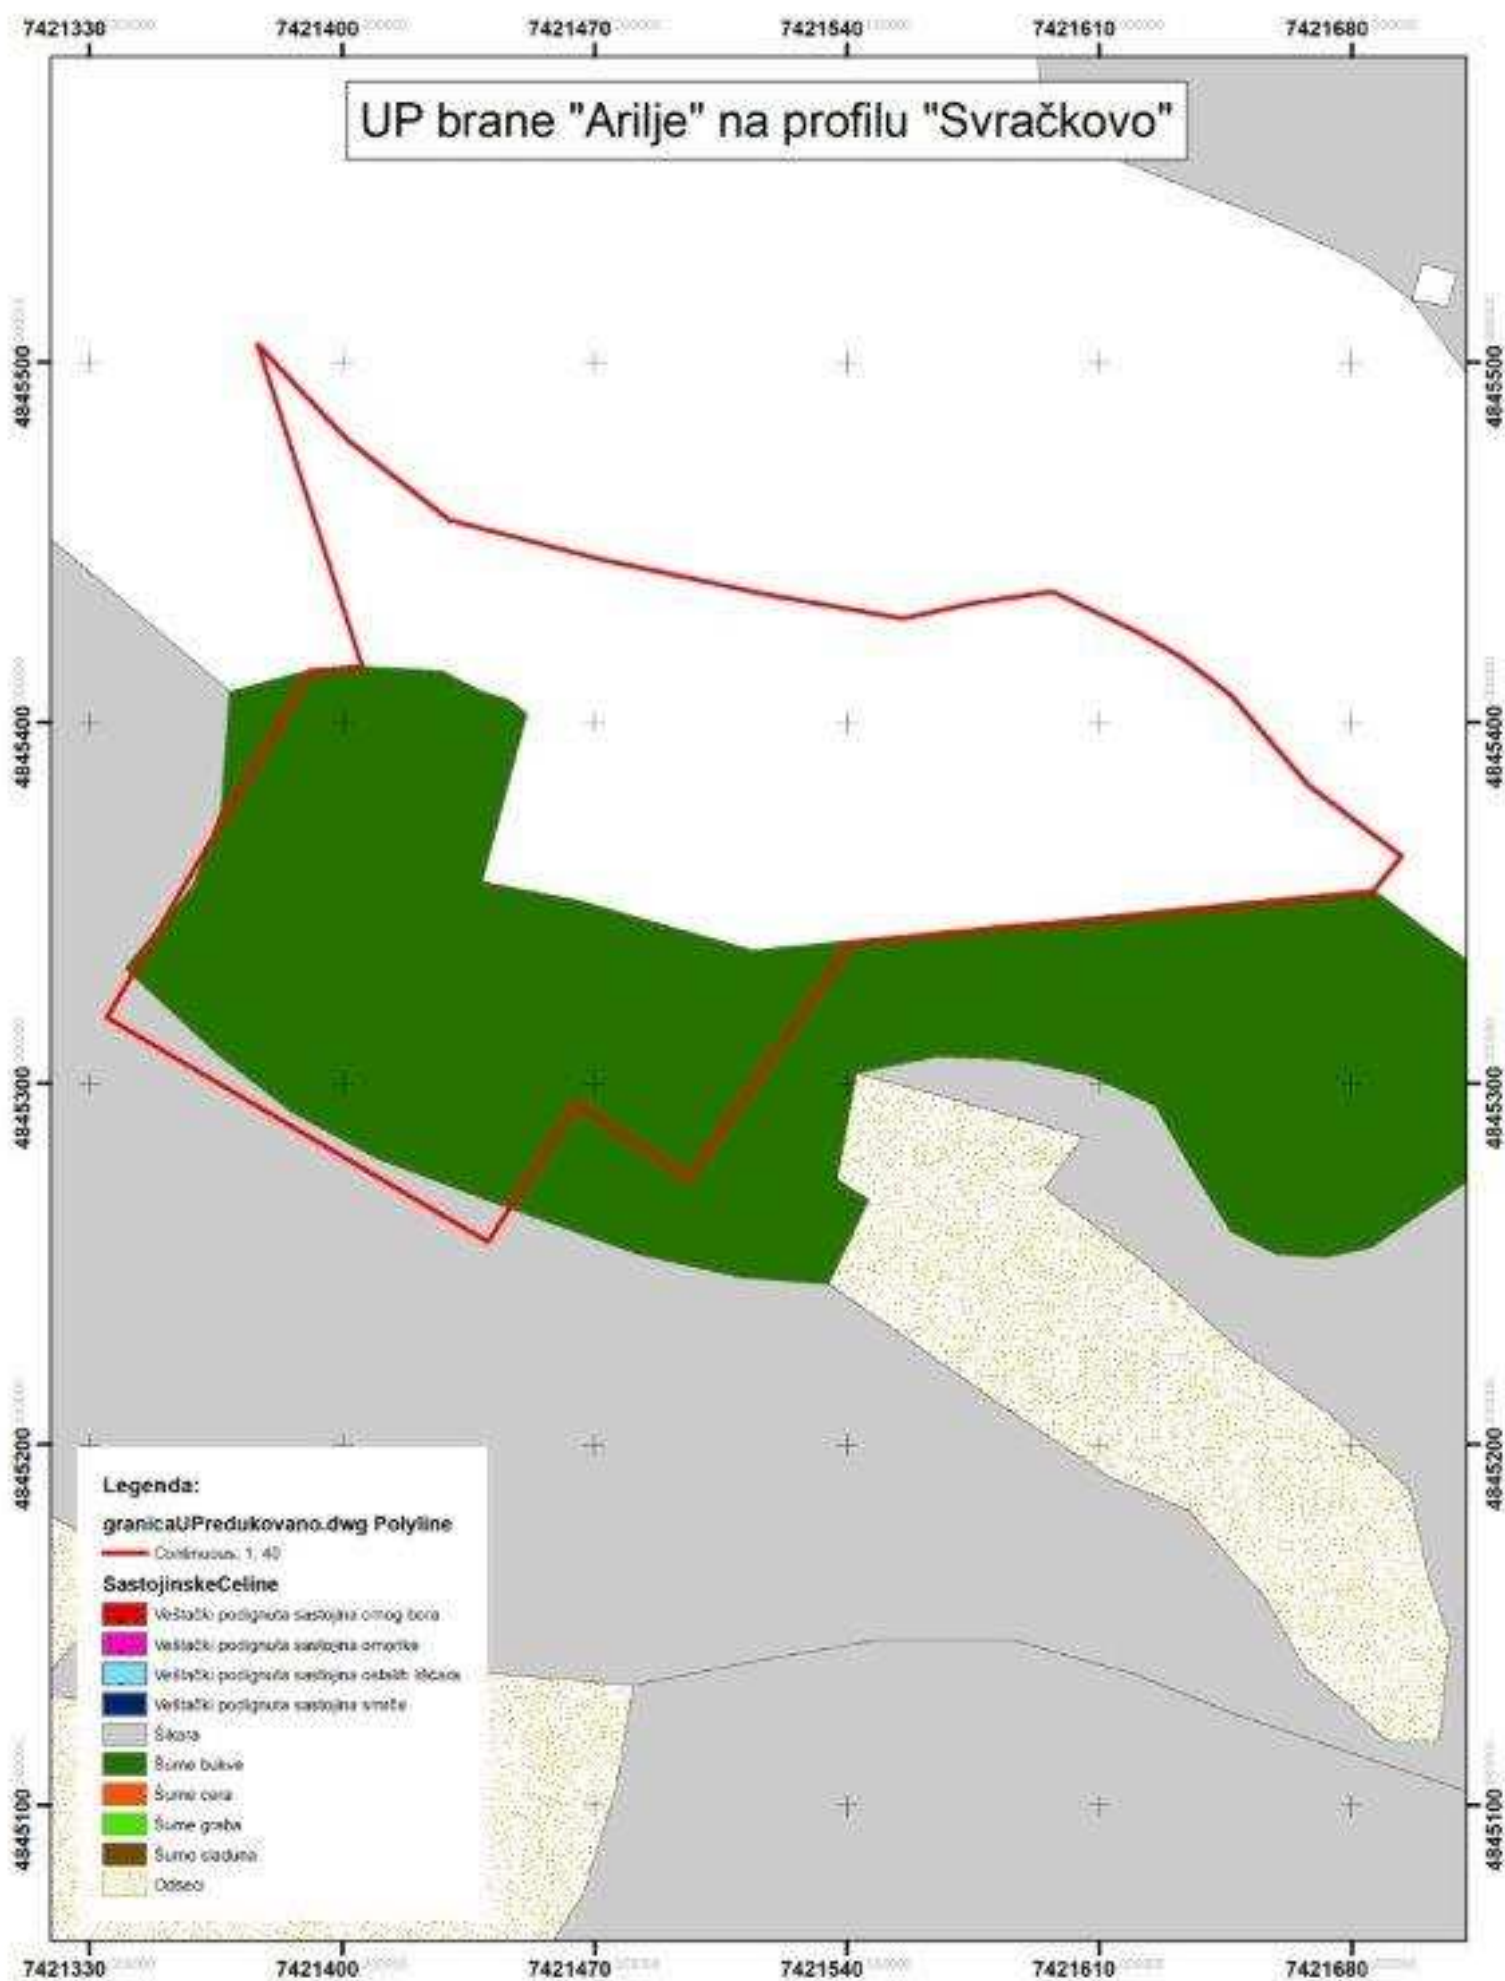 7421330 7421400 7421470 7421540 7421610 7421680
UP brane "Arilje" na profilu "Svračkovo"
4845500 4845500
4845400 4845400
4845300 4845300
4845200 4845200
4845100 4845100
Legenda:
granicaUPredukovano.dwg Polyline
Continuous, 1, 40
SastojinskeCeline
Veštački podignuta sastojina crnog bora
Veštački podignuta sastojina omorike
Veštački podignuta sastojina ostalih lišćara
Veštački podignuta sastojina smrče
Šikara
Šume bukve
Šume cera
Šume graba
Šume sladuna
Odseci
7421330 7421400 7421470 7421540 7421610 7421680